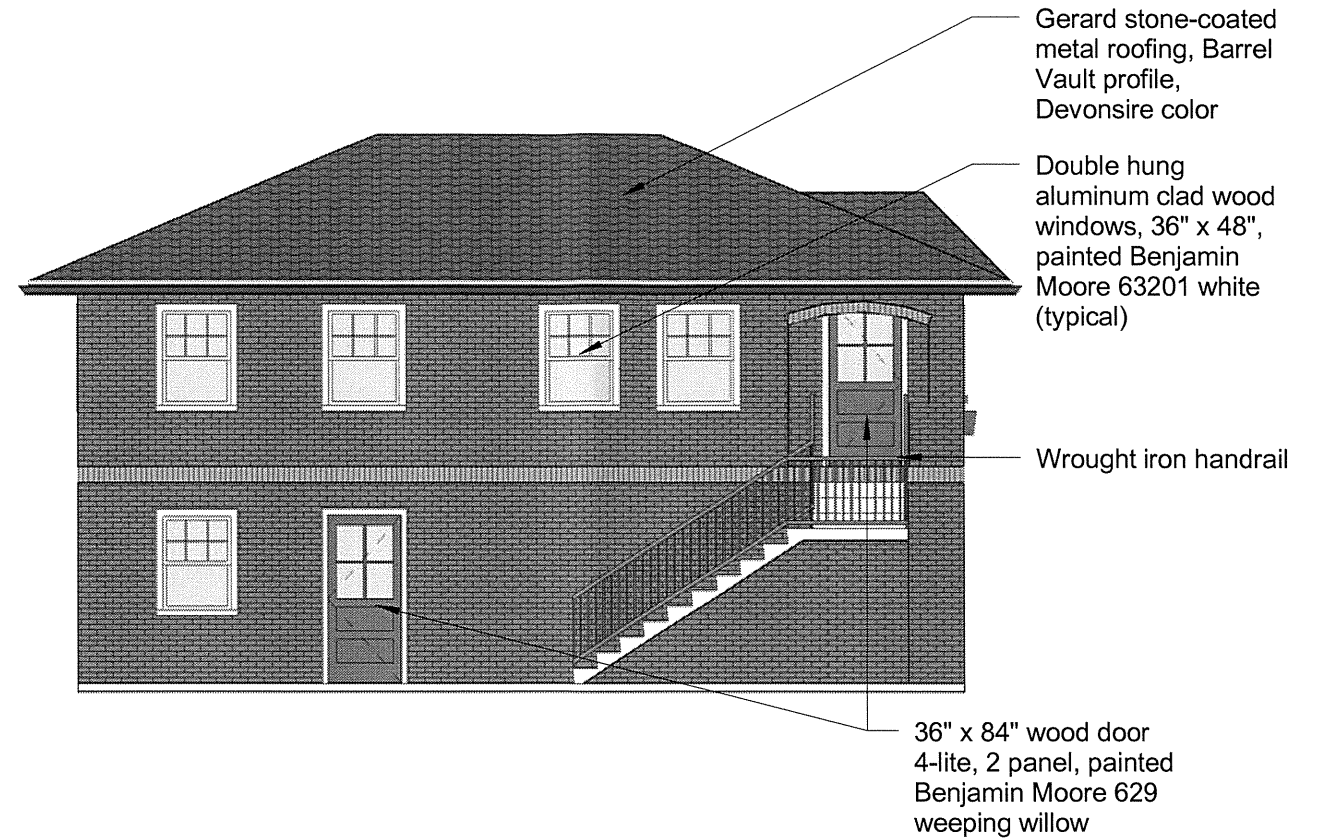 Gerard stone-coated
metal roofing, Barrel
Vault profile,
Devonsire color
Double hung
aluminum clad wood
windows, 36" x 48",
painted Benjamin
Moore 63201 white
(typical)
Wrought iron handrail
36" x 84" wood door
4-lite, 2 panel, painted
Benjamin Moore 629
weeping willow